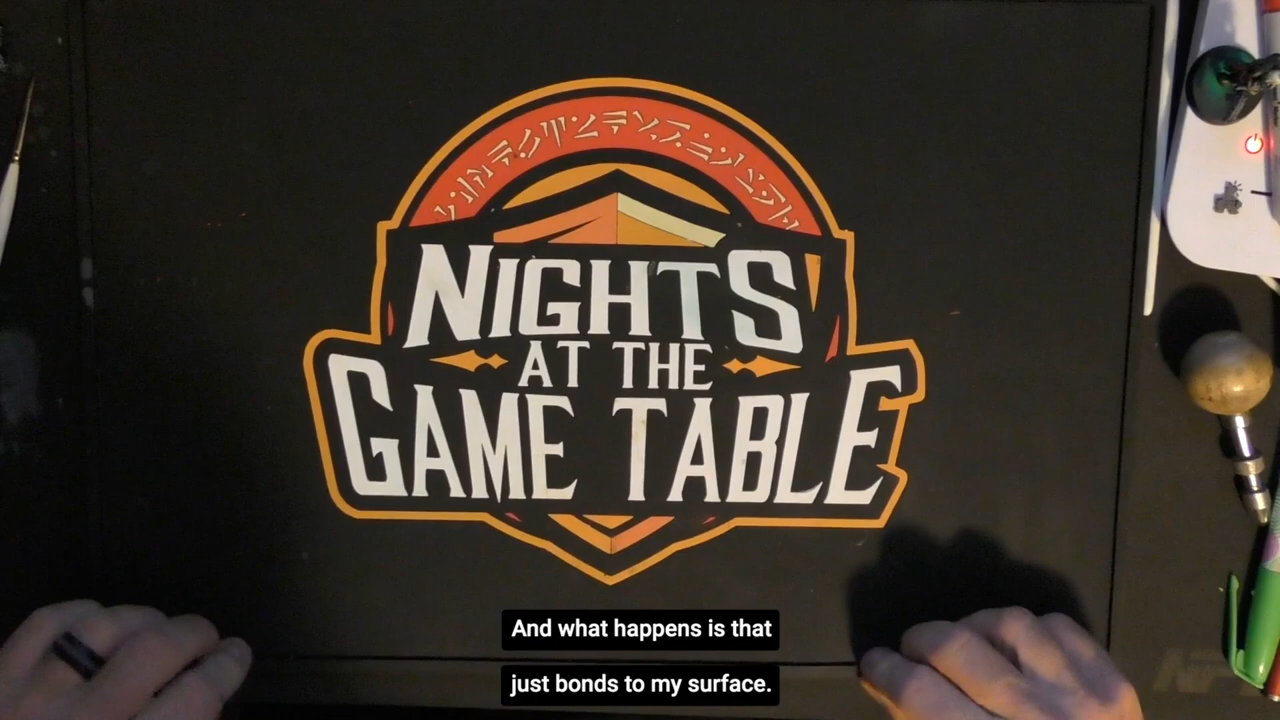 NIGHTS
AT THE
GAME TABLE
And what happens is that
just bonds to my surface.